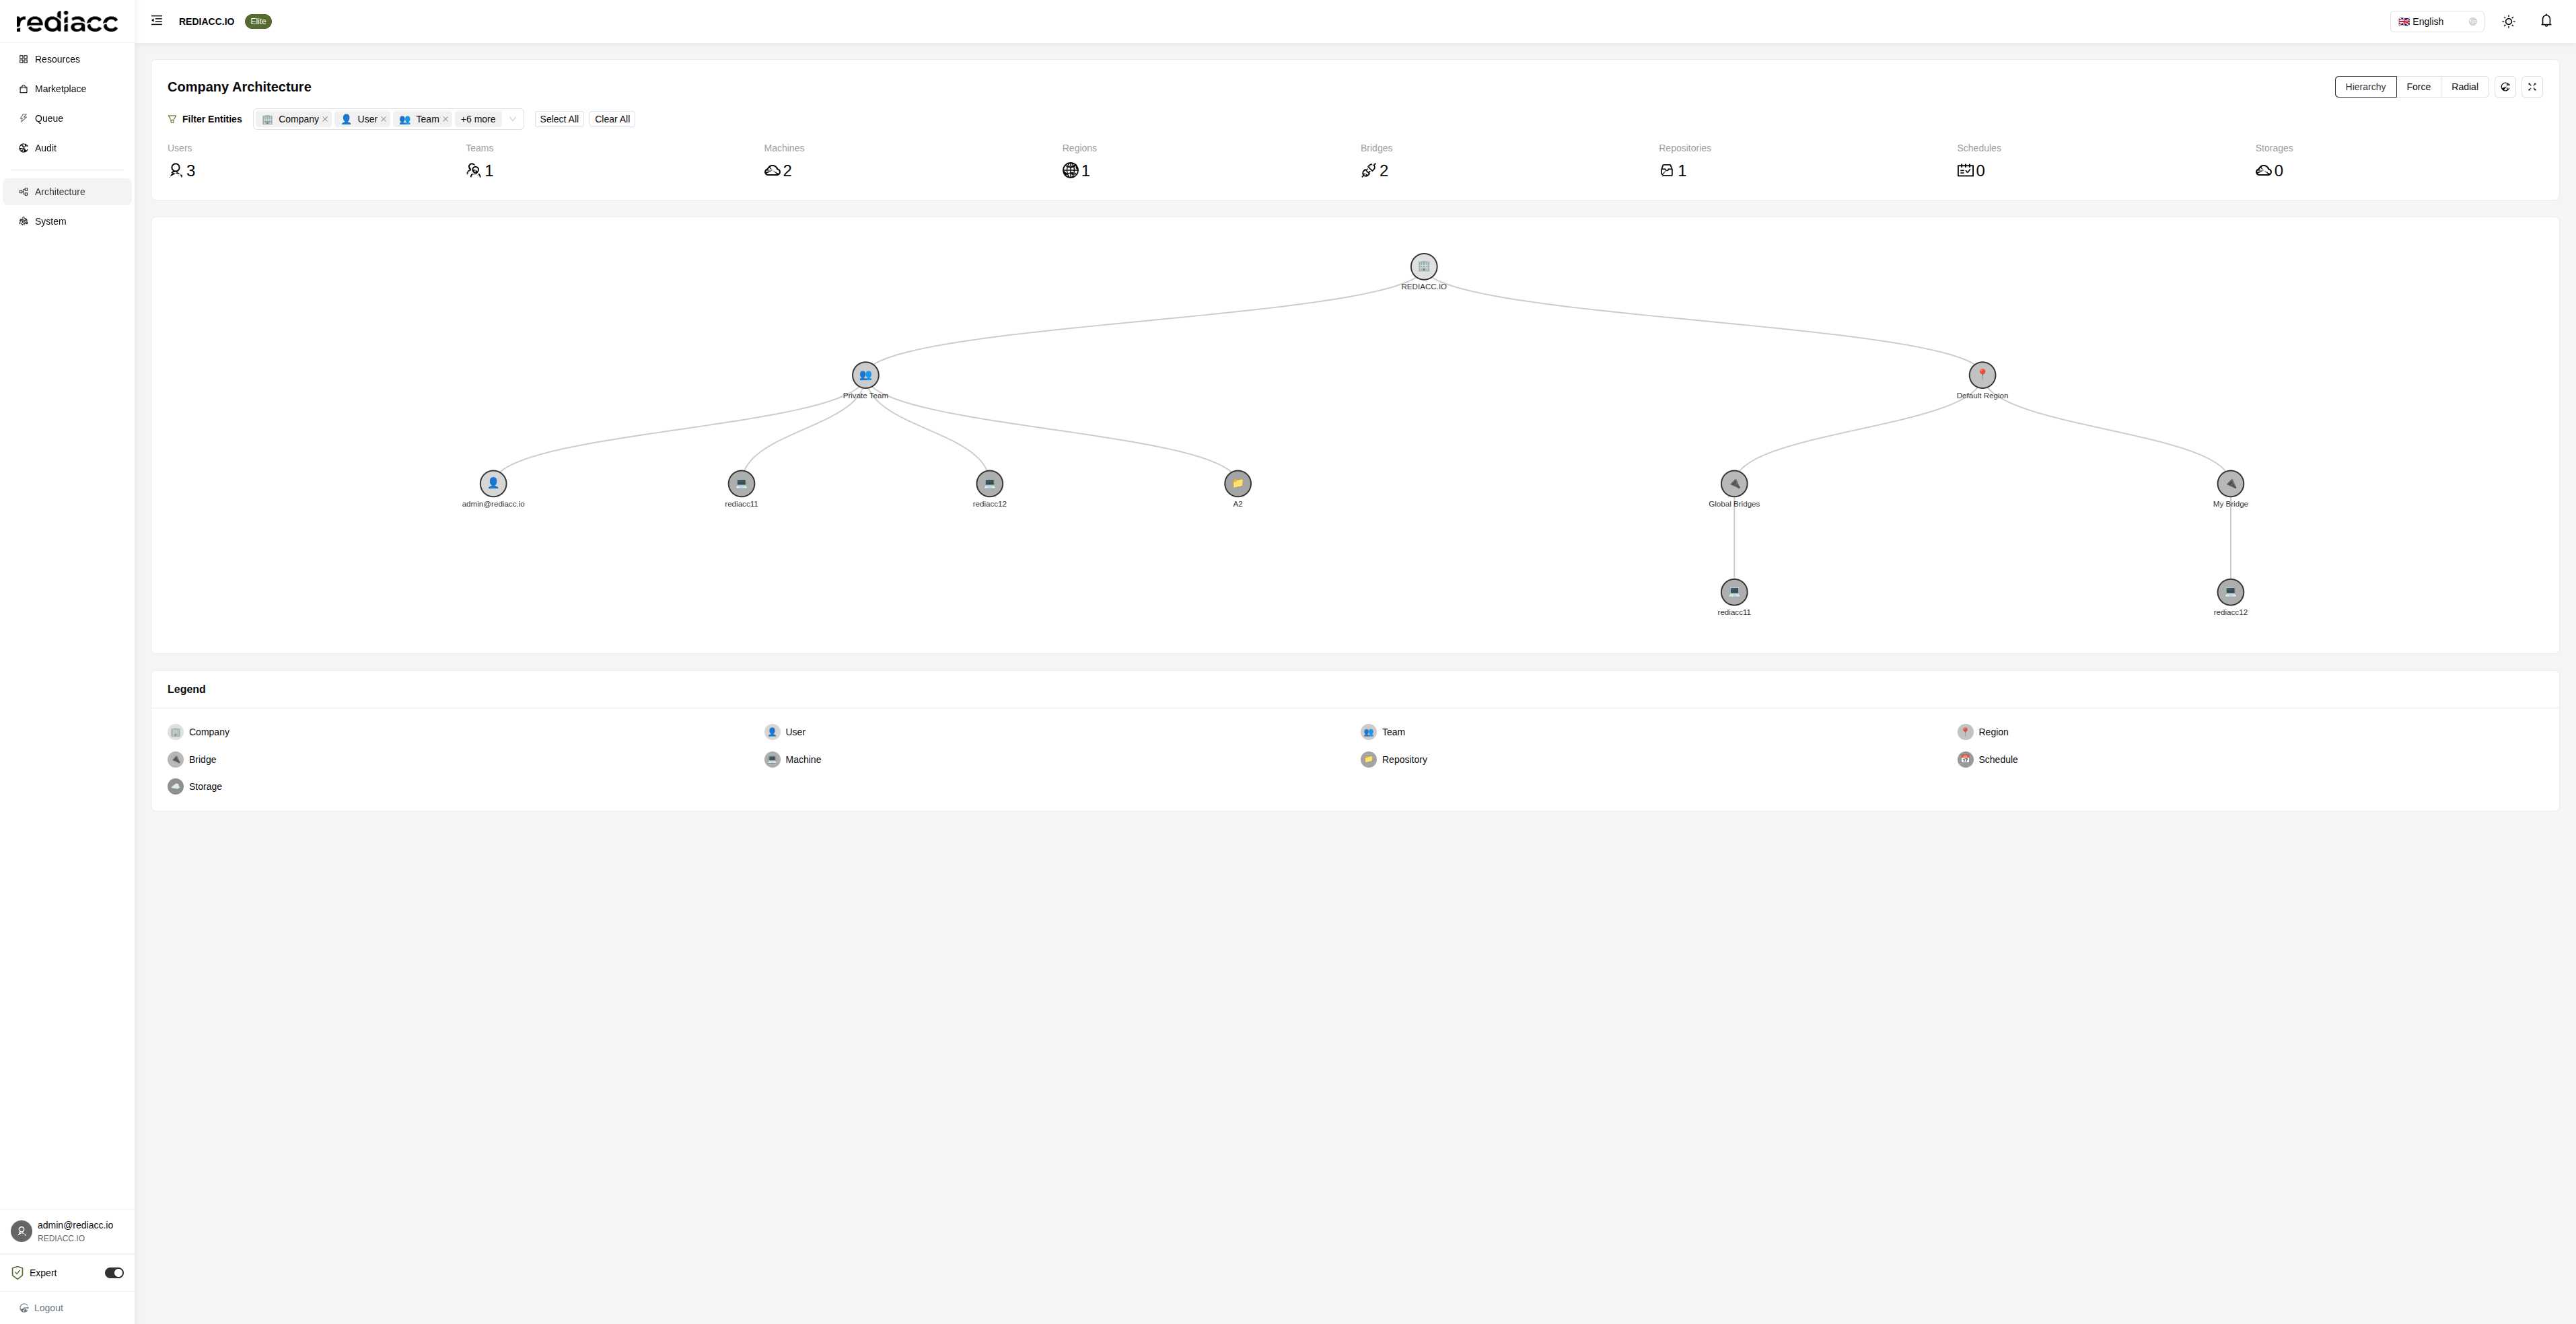 rediacc
REDIACC.IO Elite
🇬🇧 English
Resources
Marketplace
Queue
Audit
Architecture
System
Company Architecture
Hierarchy Force Radial
Filter Entities Company User Team +6 more Select All Clear All
Users Teams Machines Regions Bridges Repositories Schedules Storages
3 1 2 1 2 1 0 0
REDIACC.IO
Private Team Default Region
admin@rediacc.io rediacc11 rediacc12 A2 Global Bridges My Bridge
rediacc11 rediacc12
Legend
Company User Team Region
Bridge Machine Repository Schedule
Storage
admin@rediacc.io
REDIACC.IO
Expert
Logout